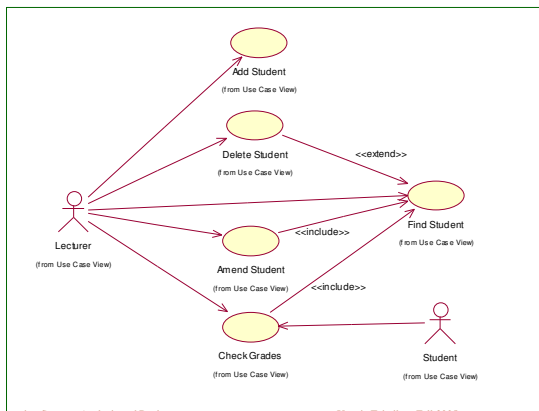 Add Student
(from Use Case View)
Delete Student
(from Use Case View)
<<extend>>
Find Student
(from Use Case View)
Lecturer
(from Use Case View)
<<include>>
Amend Student
(from Use Case View)
<<include>>
Check Grades
(from Use Case View)
Student
(from Use Case View)